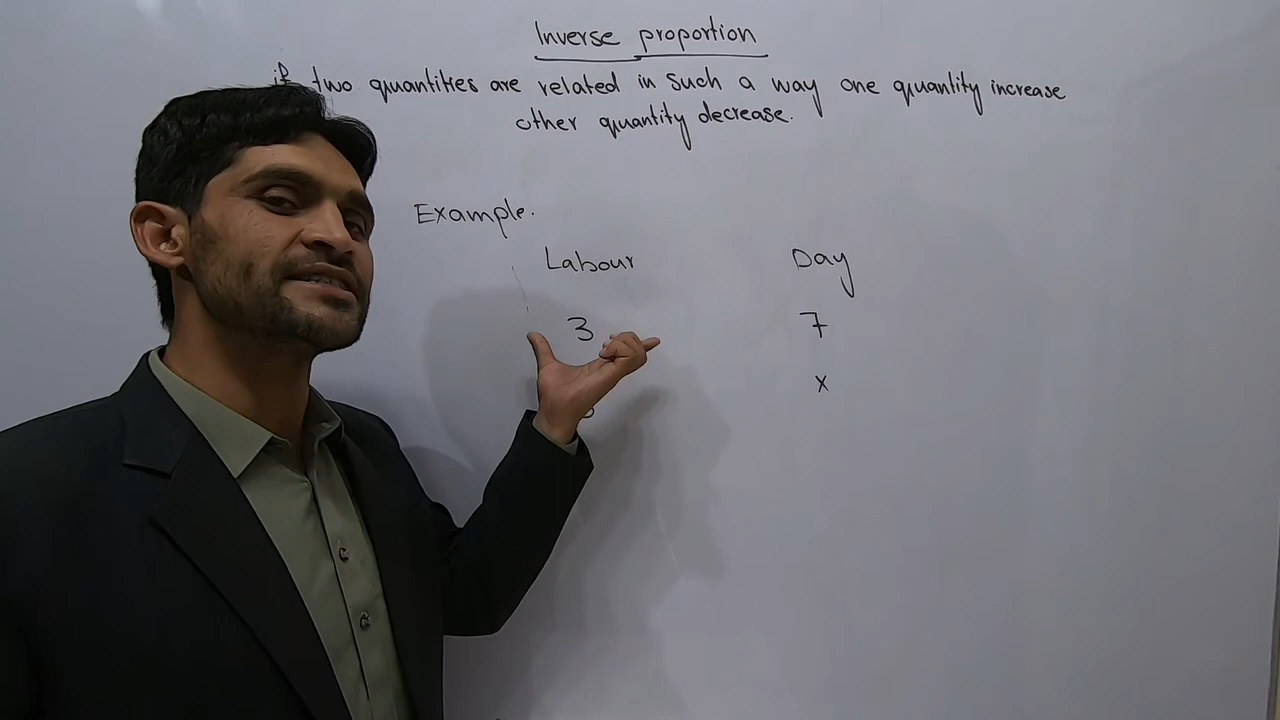 Inverse proportion
if two quantities are related in such a way one quantity increase
other quantity decrease.
Example.
Labour Day
3 7
x